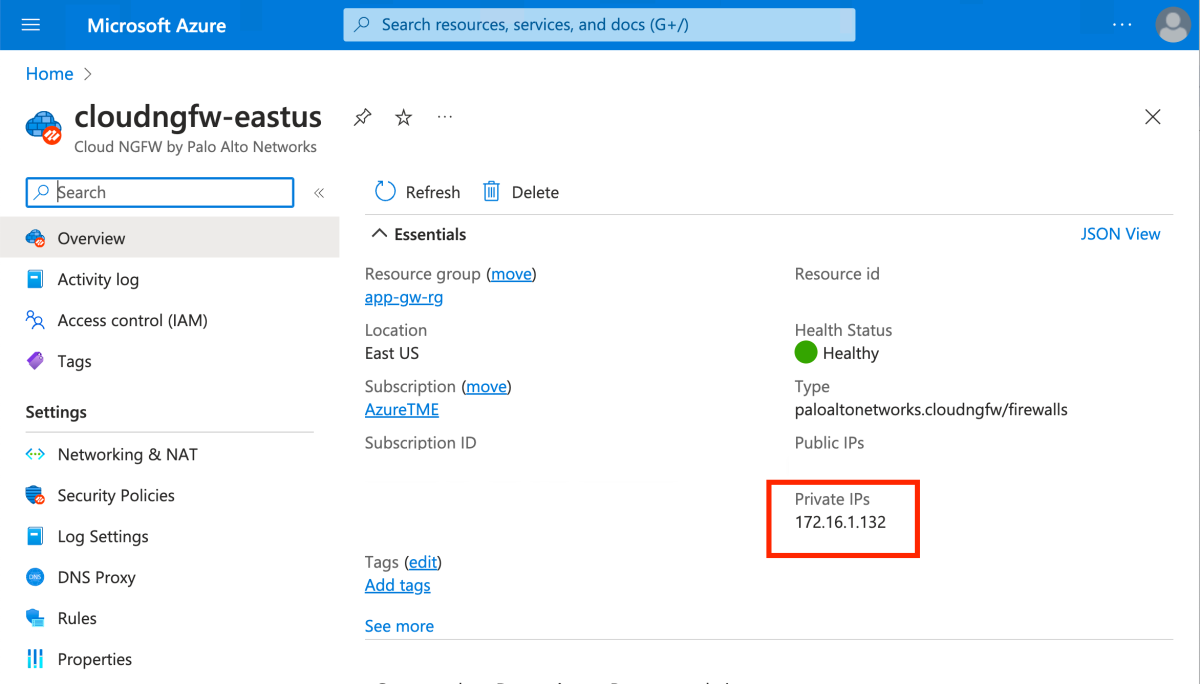 Microsoft Azure
Search resources, services, and docs (G+/)
Home
cloudngfw-eastus
Cloud NGFW by Palo Alto Networks
Search
Refresh
Delete
Overview
Activity log
Access control (IAM)
Tags
Settings
Networking & NAT
Security Policies
Log Settings
DNS
DNS Proxy
Rules
Properties
Essentials
JSON View
Resource group (move)
app-gw-rg
Location
East US
Subscription (move)
AzureTME
Subscription ID
Tags (edit)
Add tags
See more
Resource id
Health Status
Healthy
Type
paloaltonetworks.cloudngfw/firewalls
Public IPs
Private IPs
172.16.1.132